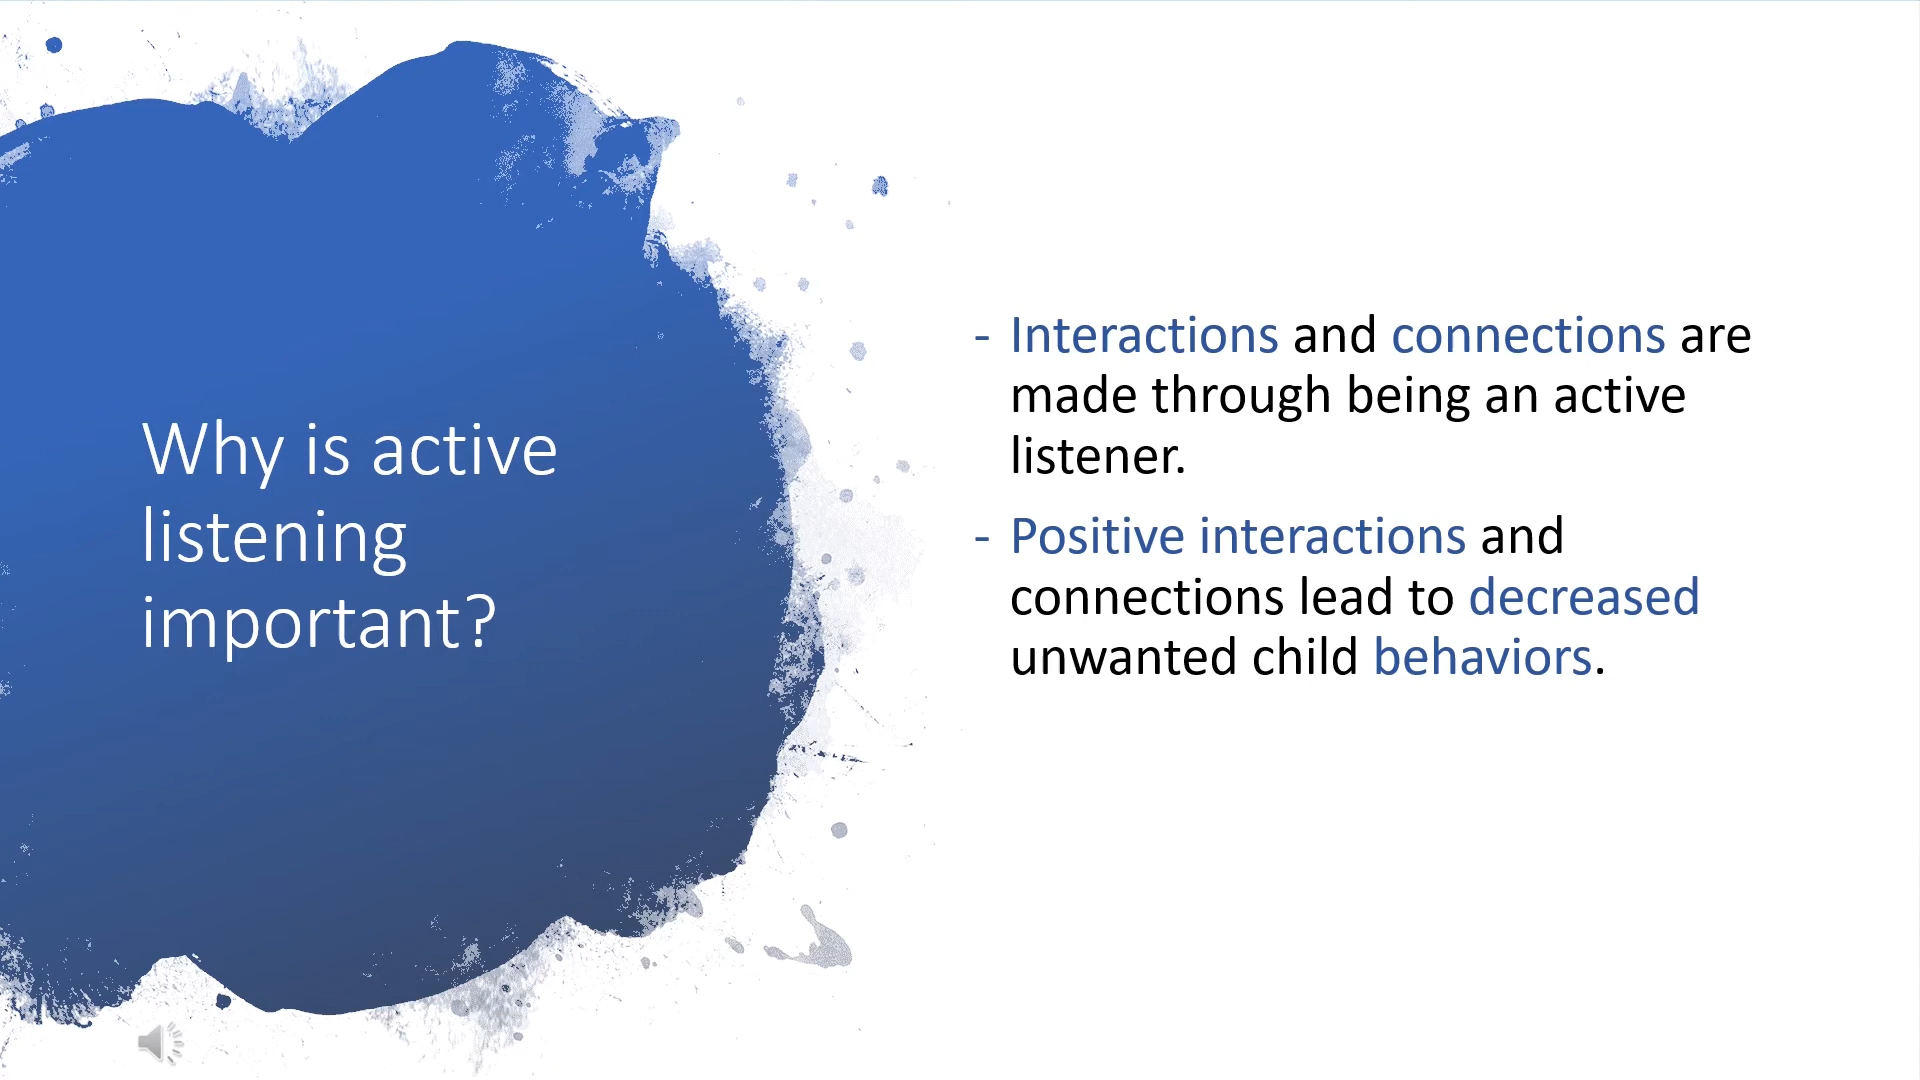 Why is active
listening
important?
- Interactions and connections are
made through being an active
listener.
- Positive interactions and
connections lead to decreased
unwanted child behaviors.